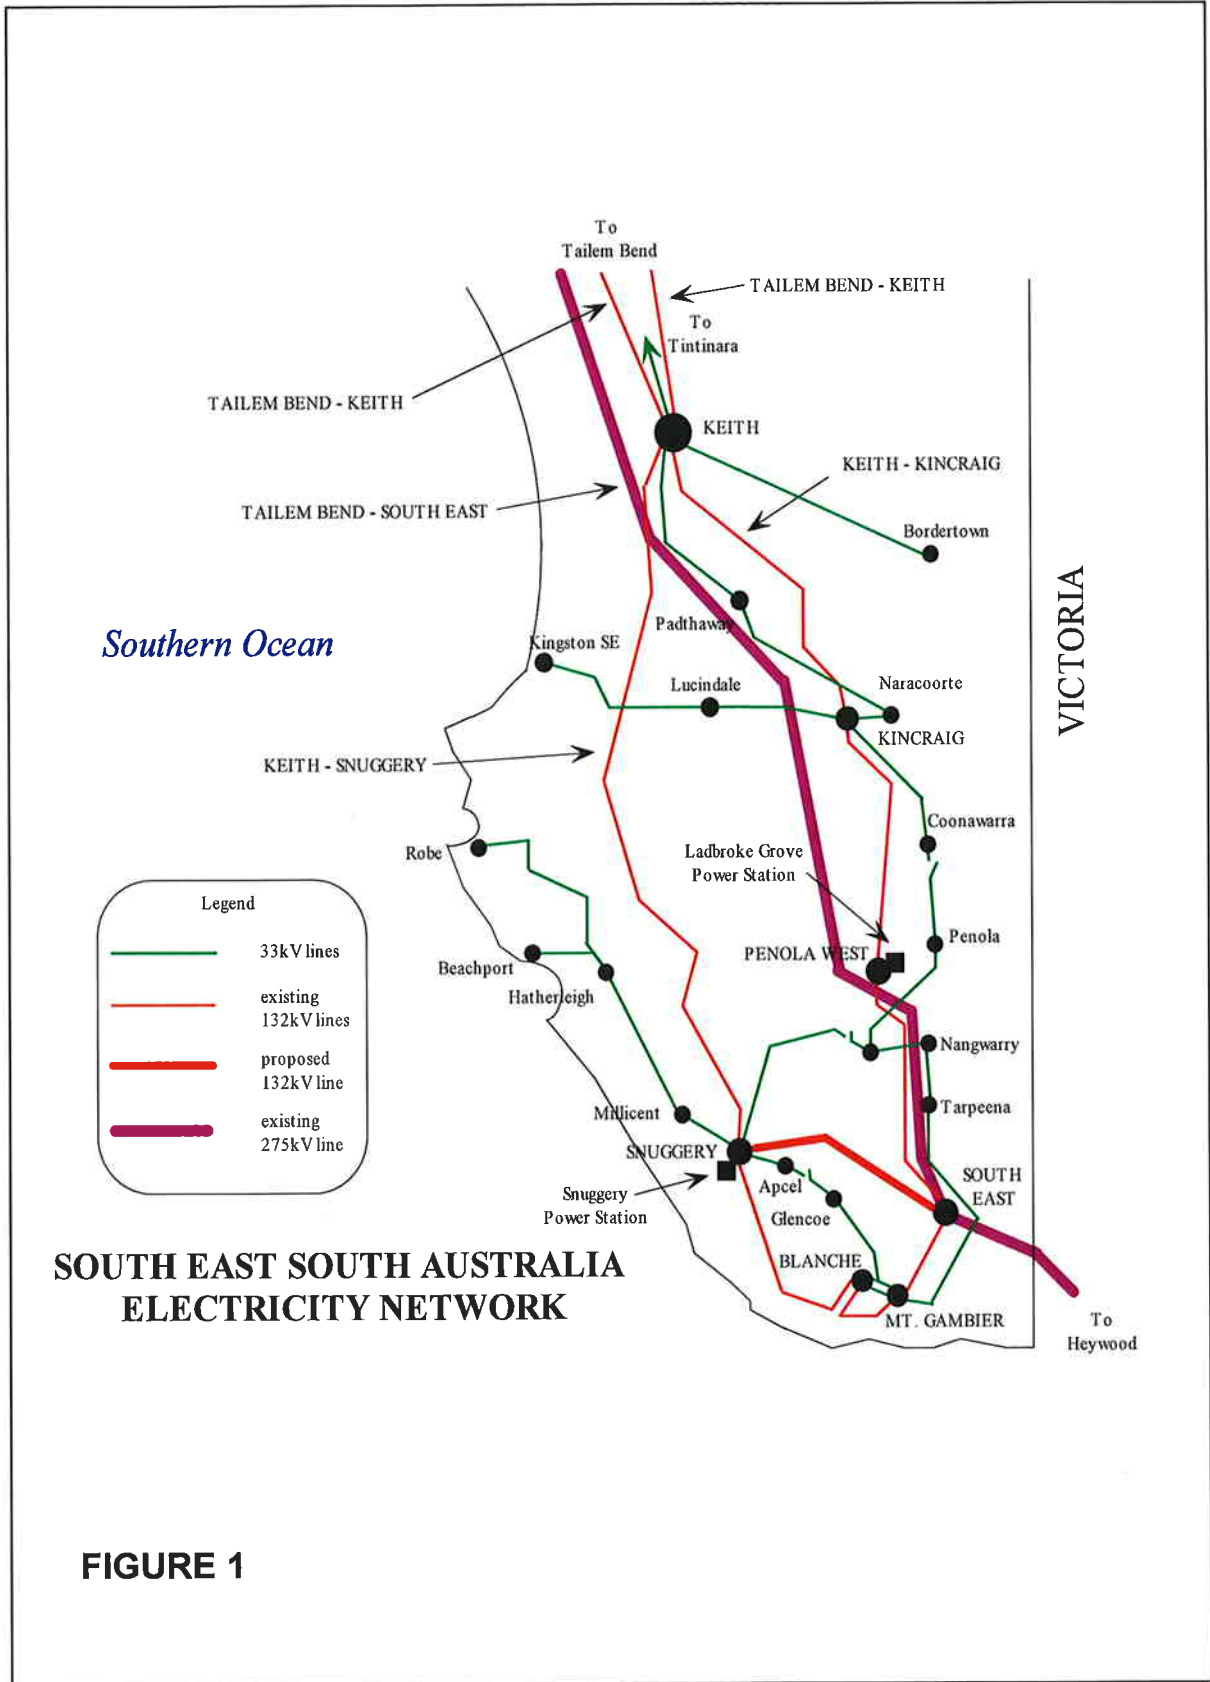 To
Tailem Bend
TAILEM BEND - KEITH
To
Tintinara
TAILEM BEND - KEITH
KEITH
KEITH - KINCRAIG
TAILEM BEND - SOUTH EAST
Bordertown
VICTORIA
Southern Ocean
Padthaway
Kingston SE
Lucindale
Naracoorte
KINCRAIG
KEITH - SNUGGERY
Coonawarra
Robe
Ladbroke Grove
Power Station
Legend
33kV lines
existing
132kV lines
proposed
132kV line
existing
275kV line
Penola
PENOLA WEST
Beachport
Hatherleigh
Nangwarry
Tarpeena
Millicent
SNUGGERY
SOUTH
EAST
Apcel
Snuggery
Power Station
Glencoe
BLANCHE
SOUTH EAST SOUTH AUSTRALIA
ELECTRICITY NETWORK
MT. GAMBIER
To
Heywood
FIGURE 1